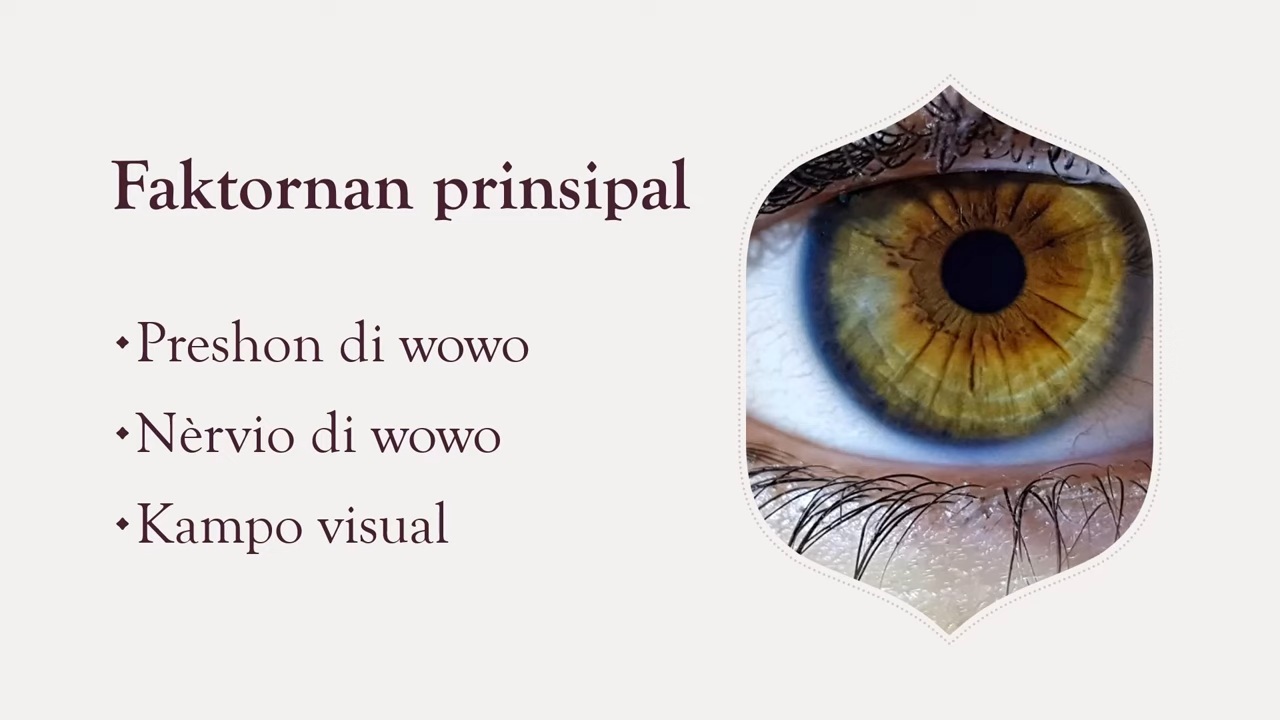 Faktornan prinsipal
Preshon di wowo
Nèrvio di wowo
Kampo visual